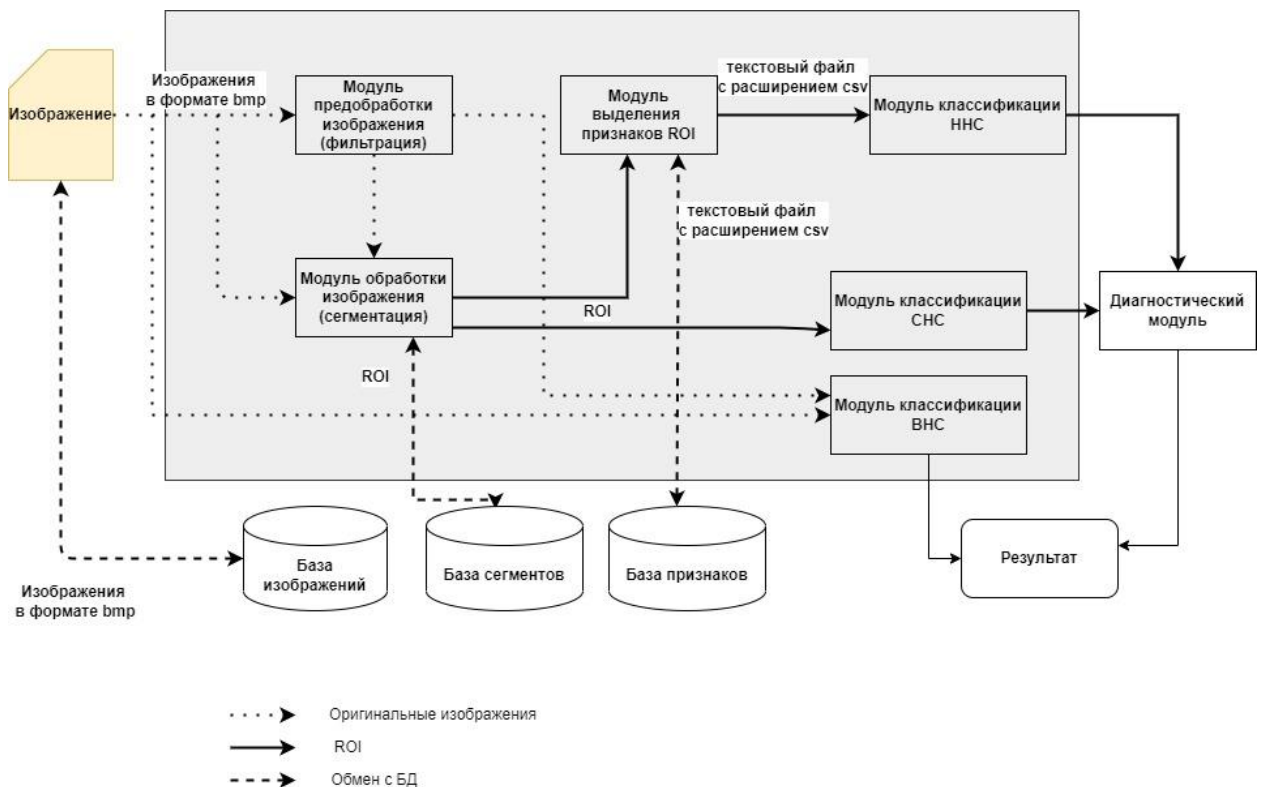 Изображение
Изображения
в формате bmp
Модуль
предобработки
изображения
(фильтрация)
Модуль
выделения
признаков ROI
текстовый файл
с расширением csv
Модуль классификации
ННС
текстовый файл
с расширением csv
Модуль обработки
изображения
(сегментация)
ROI
ROI
Модуль классификации
СНС
Диагностический
модуль
Модуль классификации
ВНС
База
изображений
База сегментов
База признаков
Результат
Изображения
в формате bmp
Оригинальные изображения
ROI
Обмен с БД